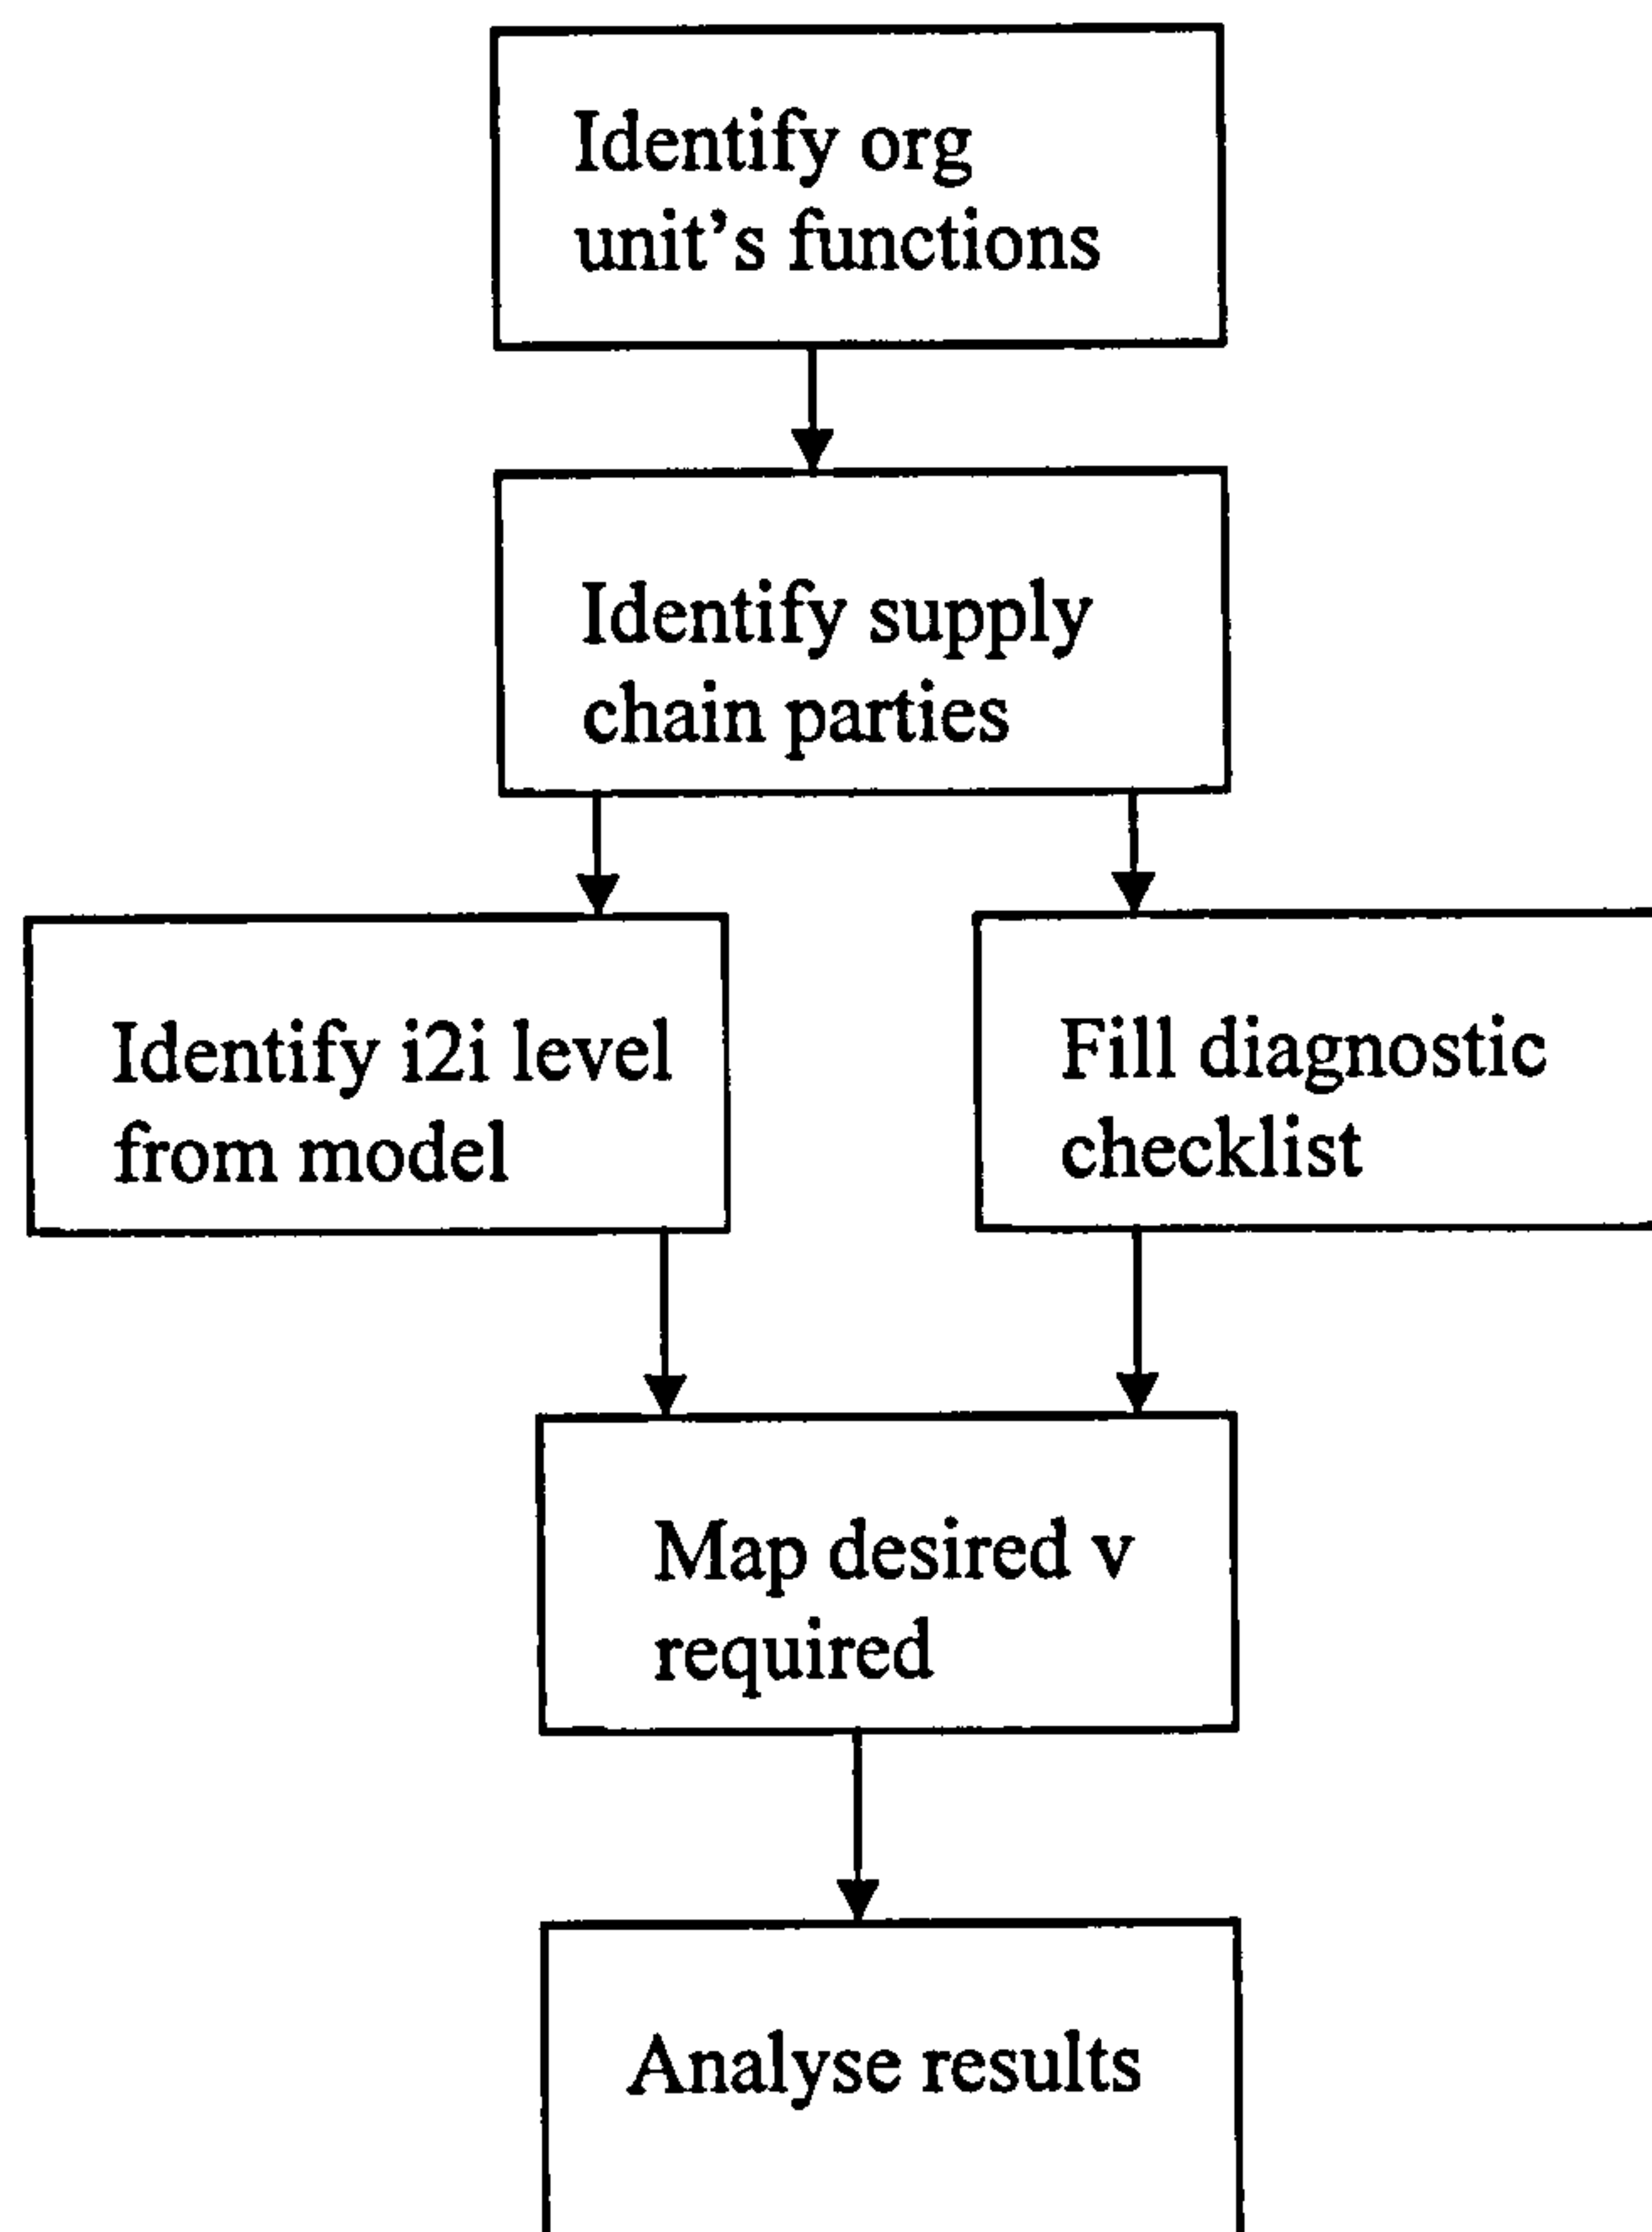 Identify org
unit's functions
Identify supply
chain parties
Identify i2i level
from model
Fill diagnostic
checklist
Map desired v
required
Analyse results